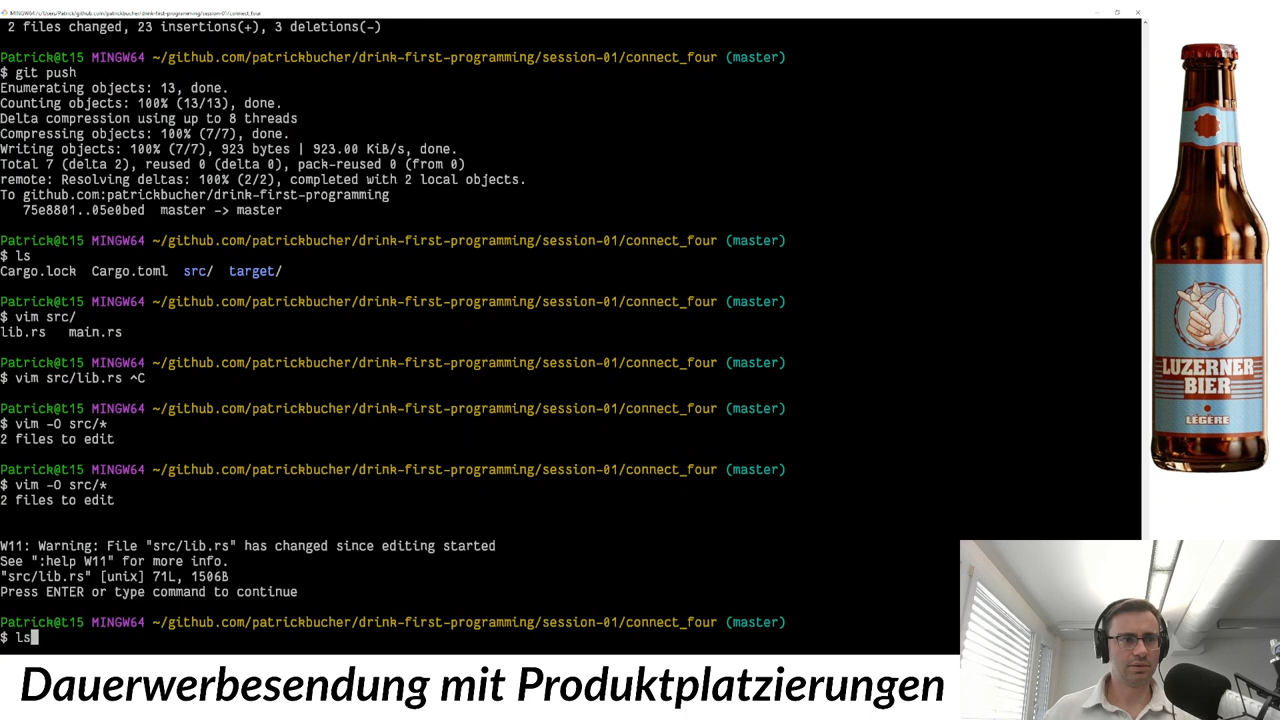 MINGW64:/c/Users/Patrick/github.com/patrickbucher/drink-first-programming/session-01/connect_four
2 files changed, 23 insertions(+), 3 deletions(-)
Patrick@t15 MINGW64 ~/github.com/patrickbucher/drink-first-programming/session-01/connect_four (master)
$ git push
Enumerating objects: 13, done.
Counting objects: 100% (13/13), done.
Delta compression using up to 8 threads
Compressing objects: 100% (7/7), done.
Writing objects: 100% (7/7), 923 bytes | 923.00 KiB/s, done.
Total 7 (delta 2), reused 0 (delta 0), pack-reused 0 (from 0)
remote: Resolving deltas: 100% (2/2), completed with 2 local objects.
To github.com:patrickbucher/drink-first-programming
75e8801..05e0bed  master -> master
Patrick@t15 MINGW64 ~/github.com/patrickbucher/drink-first-programming/session-01/connect_four (master)
$ ls
Cargo.lock  Cargo.toml  src/  target/
Patrick@t15 MINGW64 ~/github.com/patrickbucher/drink-first-programming/session-01/connect_four (master)
$ vim src/
lib.rs   main.rs
Patrick@t15 MINGW64 ~/github.com/patrickbucher/drink-first-programming/session-01/connect_four (master)
$ vim src/lib.rs ^C
Patrick@t15 MINGW64 ~/github.com/patrickbucher/drink-first-programming/session-01/connect_four (master)
$ vim -O src/*
2 files to edit
Patrick@t15 MINGW64 ~/github.com/patrickbucher/drink-first-programming/session-01/connect_four (master)
$ vim -O src/*
2 files to edit
W11: Warning: File "src/lib.rs" has changed since editing started
See ":help W11" for more info.
"src/lib.rs" [unix] 71L, 1506B
Press ENTER or type command to continue
Patrick@t15 MINGW64 ~/github.com/patrickbucher/drink-first-programming/session-01/connect_four (master)
$ ls
LUZERNER
BIER
LÉGÈRE
Dauerwerbesendung mit Produktplatzierungen